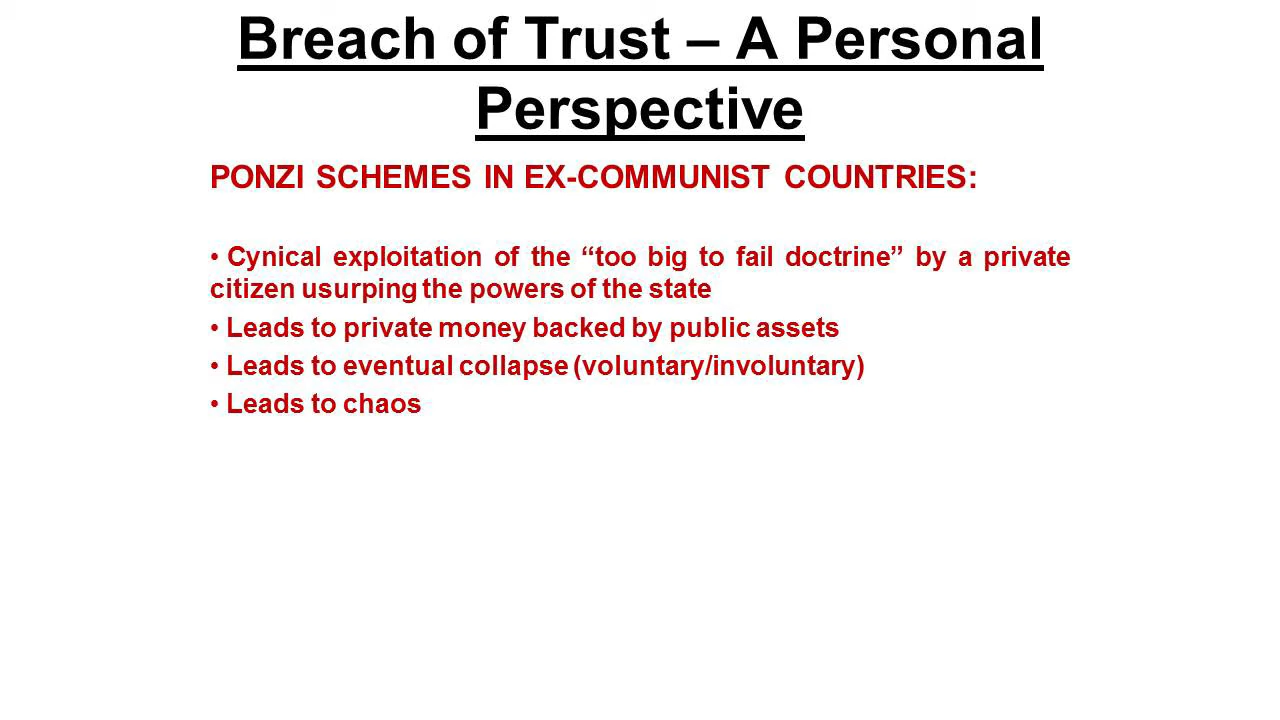 Breach of Trust – A Personal
Perspective
PONZI SCHEMES IN EX-COMMUNIST COUNTRIES:
• Cynical exploitation of the “too big to fail doctrine” by a private
citizen usurping the powers of the state
• Leads to private money backed by public assets
• Leads to eventual collapse (voluntary/involuntary)
• Leads to chaos